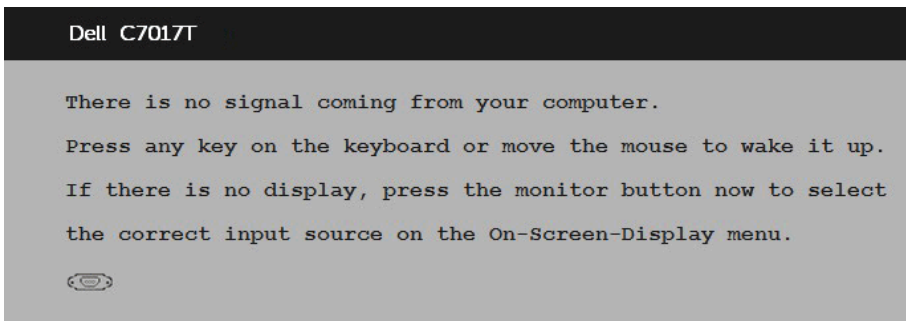 Dell C7017T
There is no signal coming from your computer.
Press any key on the keyboard or move the mouse to wake it up.
If there is no display, press the monitor button now to select
the correct input source on the On-Screen-Display menu.